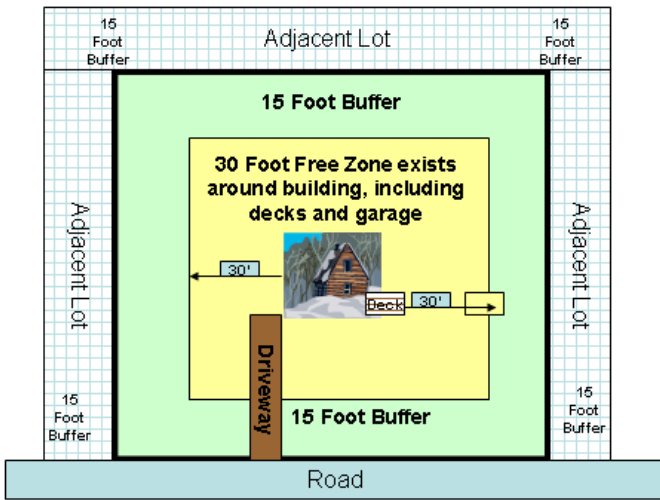 15
Foot
Buffer
Adjacent Lot
15
Foot
Buffer
15 Foot Buffer
30 Foot Free Zone exists
around building, including
decks and garage
Adjacent Lot
Adjacent Lot
30'
Deck
30'
Driveway
15
Foot
Buffer
15 Foot Buffer
15
Foot
Buffer
Road